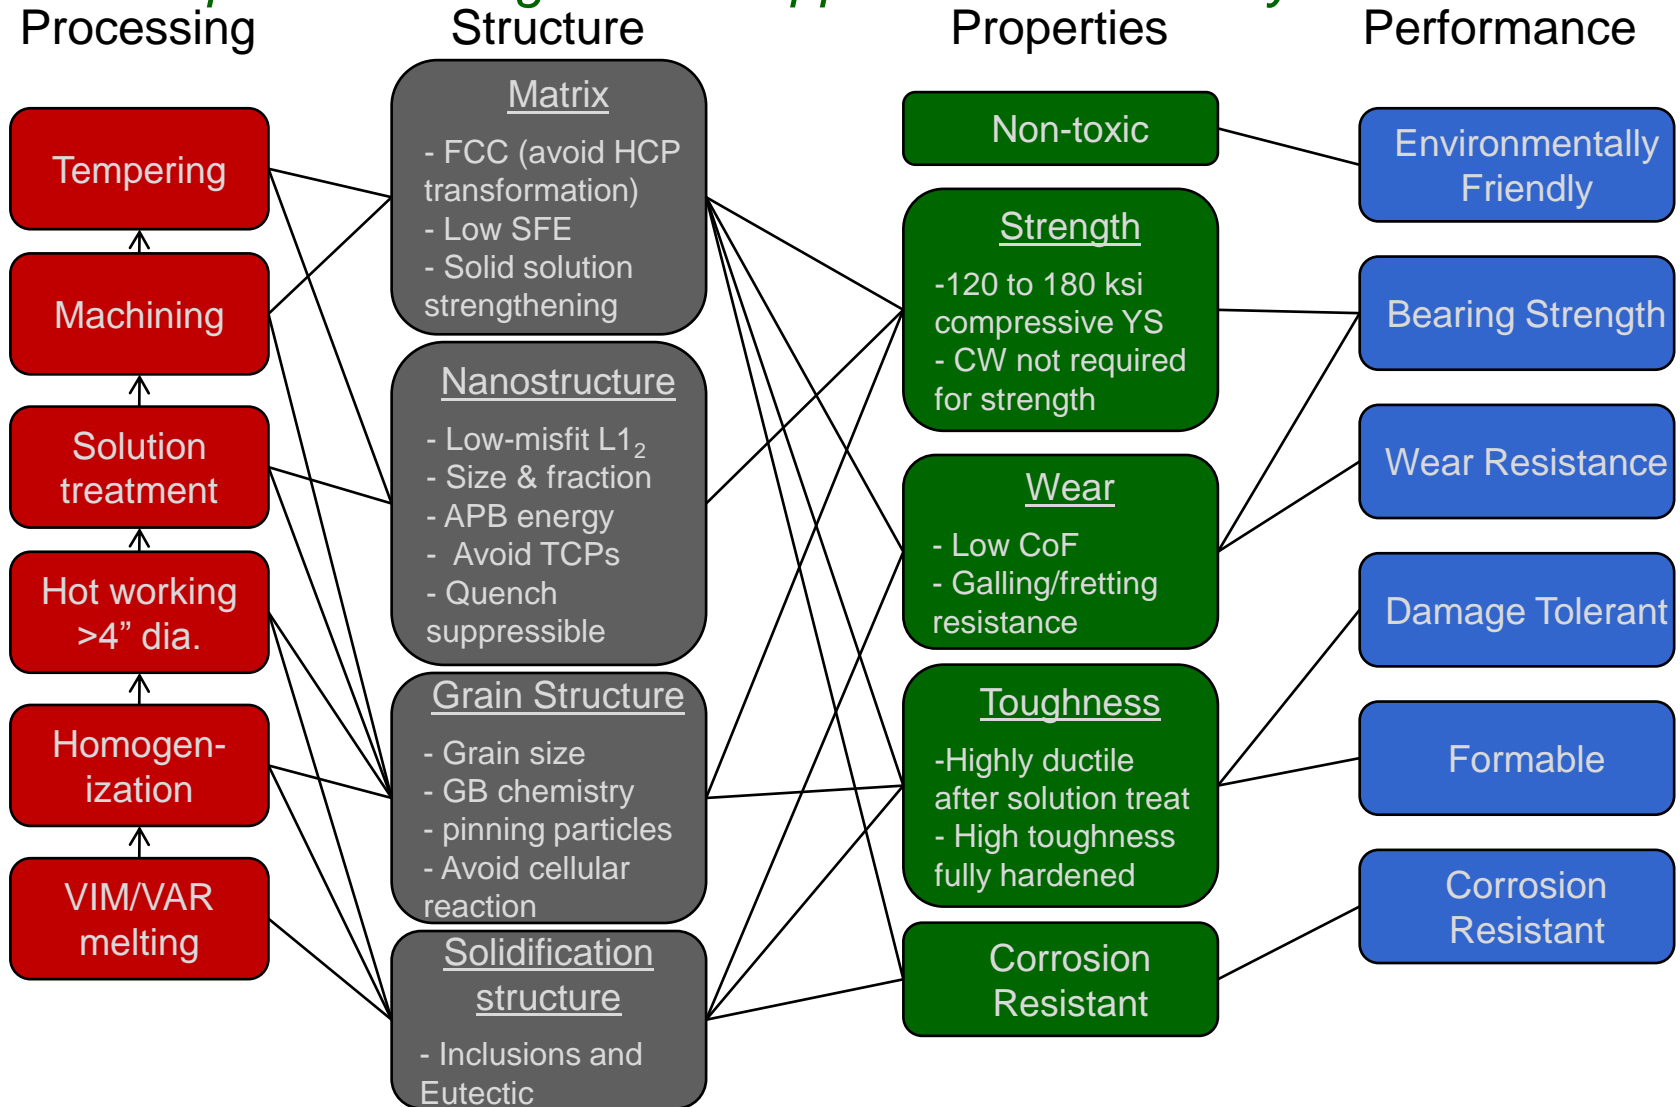 Processing
Structure
Properties
Performance
Tempering
Machining
Solution
treatment
Hot working
>4” dia.
Homogen-
ization
VIM/VAR
melting
Matrix
- FCC (avoid HCP
transformation)
- Low SFE
- Solid solution
strengthening
Nanostructure
- Low-misfit L1₂
- Size & fraction
- APB energy
- Avoid TCPs
- Quench
suppressible
Grain Structure
- Grain size
- GB chemistry
- pinning particles
- Avoid cellular
reaction
Solidification
structure
- Inclusions and
Eutectic
Non-toxic
Strength
-120 to 180 ksi
compressive YS
- CW not required
for strength
Wear
- Low CoF
- Galling/fretting
resistance
Toughness
-Highly ductile
after solution treat
- High toughness
fully hardened
Corrosion
Resistant
Environmentally
Friendly
Bearing Strength
Wear Resistance
Damage Tolerant
Formable
Corrosion
Resistant